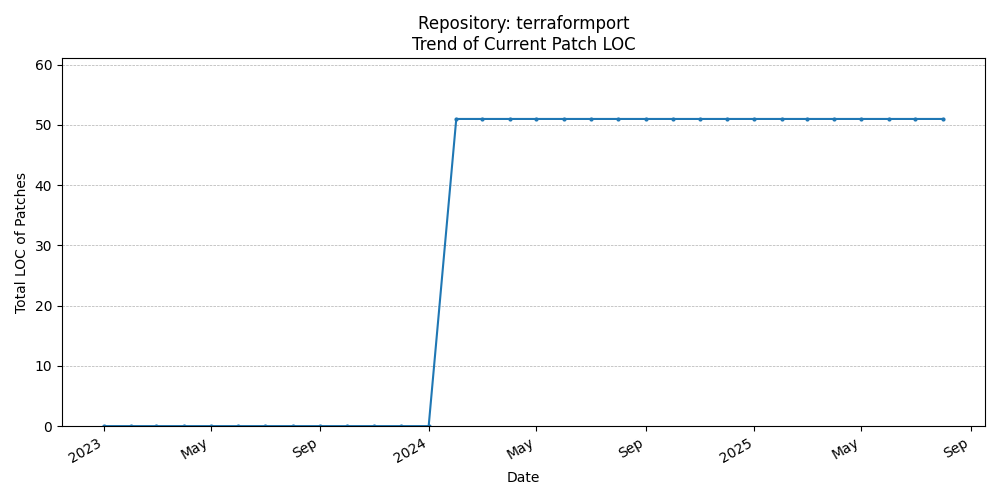 Repository: terraformport
Trend of Current Patch LOC
60
50
40
30
20
10
0
Total LOC of Patches
2023
May
Sep
2024
May
Sep
2025
May
Sep
Date